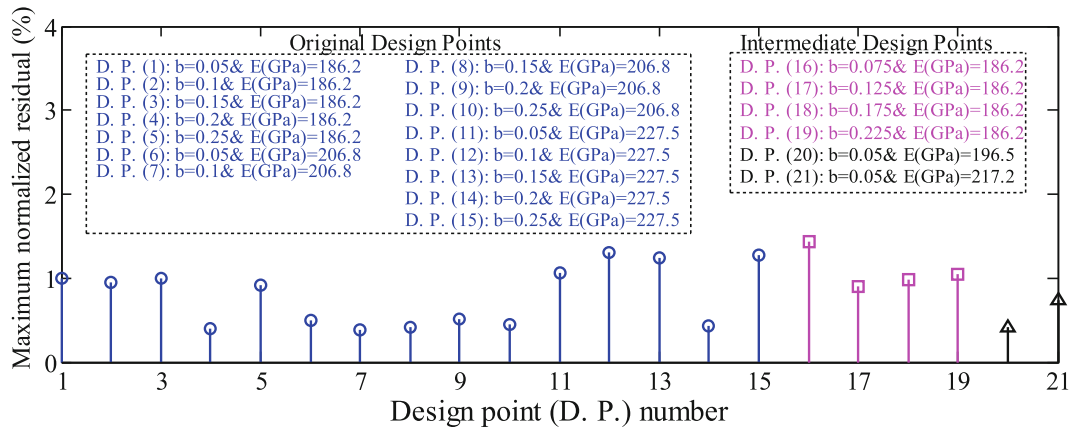 Maximum normalized residual (%)
4
3
2
1
0
Original Design Points
D. P. (1): b=0.05& E(GPa)=186.2
D. P. (2): b=0.1& E(GPa)=186.2
D. P. (3): b=0.15& E(GPa)=186.2
D. P. (4): b=0.2& E(GPa)=186.2
D. P. (5): b=0.25& E(GPa)=186.2
D. P. (6): b=0.05& E(GPa)=206.8
D. P. (7): b=0.1& E(GPa)=206.8
D. P. (8): b=0.15& E(GPa)=206.8
D. P. (9): b=0.2& E(GPa)=206.8
D. P. (10): b=0.25& E(GPa)=206.8
D. P. (11): b=0.05& E(GPa)=227.5
D. P. (12): b=0.1& E(GPa)=227.5
D. P. (13): b=0.15& E(GPa)=227.5
D. P. (14): b=0.2& E(GPa)=227.5
D. P. (15): b=0.25& E(GPa)=227.5
Intermediate Design Points
D. P. (16): b=0.075& E(GPa)=186.2
D. P. (17): b=0.125& E(GPa)=186.2
D. P. (18): b=0.175& E(GPa)=186.2
D. P. (19): b=0.225& E(GPa)=186.2
D. P. (20): b=0.05& E(GPa)=196.5
D. P. (21): b=0.05& E(GPa)=217.2
1 3 5 7 9 11 13 15 17 19 21
Design point (D. P.) number